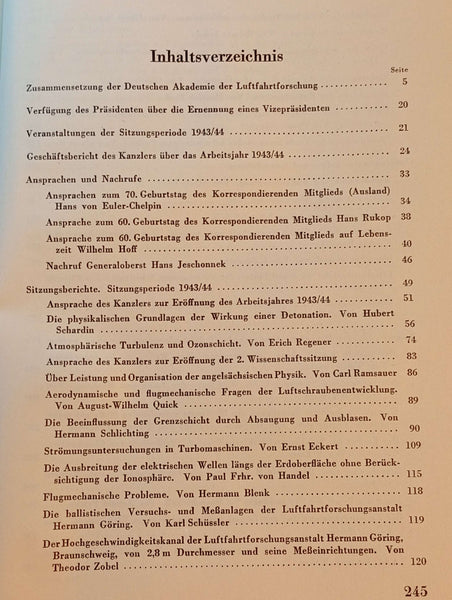 Inhaltsverzeichnis
Seite
Zusammensetzung der Deutschen Akademie der Luftfahrtforschung . . . . . . . . . . . . 5
Verfügung des Präsidenten über die Ernennung eines Vizepräsidenten . . . . . . . . . . 20
Veranstaltungen der Sitzungsperiode 1943/44 . . . . . . . . . . . . . . . . . . . . . . 21
Geschäftsbericht des Kanzlers über das Arbeitsjahr 1943/44 . . . . . . . . . . . . . . 24
Ansprachen und Nachrufe . . . . . . . . . . . . . . . . . . . . . . . . . . . . . . 33
Ansprachen zum 70. Geburtstag des Korrespondierenden Mitglieds (Ausland)
Hans von Euler-Chelpin . . . . . . . . . . . . . . . . . . . . . . . . . . . . 34
Ansprache zum 60. Geburtstag des Korrespondierenden Mitglieds Hans Rukop 38
Ansprache zum 60. Geburtstag des Korrespondierenden Mitglieds auf Lebens-
zeit Wilhelm Hoff . . . . . . . . . . . . . . . . . . . . . . . . . . . . . . 40
Nachruf Generaloberst Hans Jeschonnek . . . . . . . . . . . . . . . . . . . . . 46
Sitzungsberichte. Sitzungsperiode 1943/44 . . . . . . . . . . . . . . . . . . . . . . 49
Ansprache des Kanzlers zur Eröffnung des Arbeitsjahres 1943/44 . . . . . . . . . 51
Die physikalischen Grundlagen der Wirkung einer Detonation. Von Hubert
Schardin . . . . . . . . . . . . . . . . . . . . . . . . . . . . . . . . . . 56
Atmosphärische Turbulenz und Ozonschicht. Von Erich Regener . . . . . . . . . 74
Ansprache des Kanzlers zur Eröffnung der 2. Wissenschaftssitzung . . . . . . . . 83
Über Leistung und Organisation der angelsächsischen Physik. Von Carl Ramsauer 86
Aerodynamische und flugmechanische Fragen der Luftschraubenentwicklung.
Von August-Wilhelm Quick . . . . . . . . . . . . . . . . . . . . . . . . . . 89
Die Beeinflussung der Grenzschicht durch Absaugung und Ausblasen. Von
Hermann Schlichting . . . . . . . . . . . . . . . . . . . . . . . . . . . . . 90
Strömungsuntersuchungen in Turbomaschinen. Von Ernst Eckert . . . . . . . . . 109
Die Ausbreitung der elektrischen Wellen längs der Erdoberfläche ohne Berück-
sichtigung der Ionosphäre. Von Paul Frhr. von Handel . . . . . . . . . . . . . 115
Flugmechanische Probleme. Von Hermann Blenk . . . . . . . . . . . . . . . . . 118
Die ballistischen Versuchs- und Meßanlagen der Luftfahrtforschungsanstalt
Hermann Göring. Von Karl Schüssler . . . . . . . . . . . . . . . . . . . . . 119
Der Hochgeschwindigkeitskanal der Luftfahrtforschungsanstalt Hermann Göring,
Braunschweig, von 2,8 m Durchmesser und seine Meßeinrichtungen. Von
Theodor Zobel . . . . . . . . . . . . . . . . . . . . . . . . . . . . . . . . 120
245